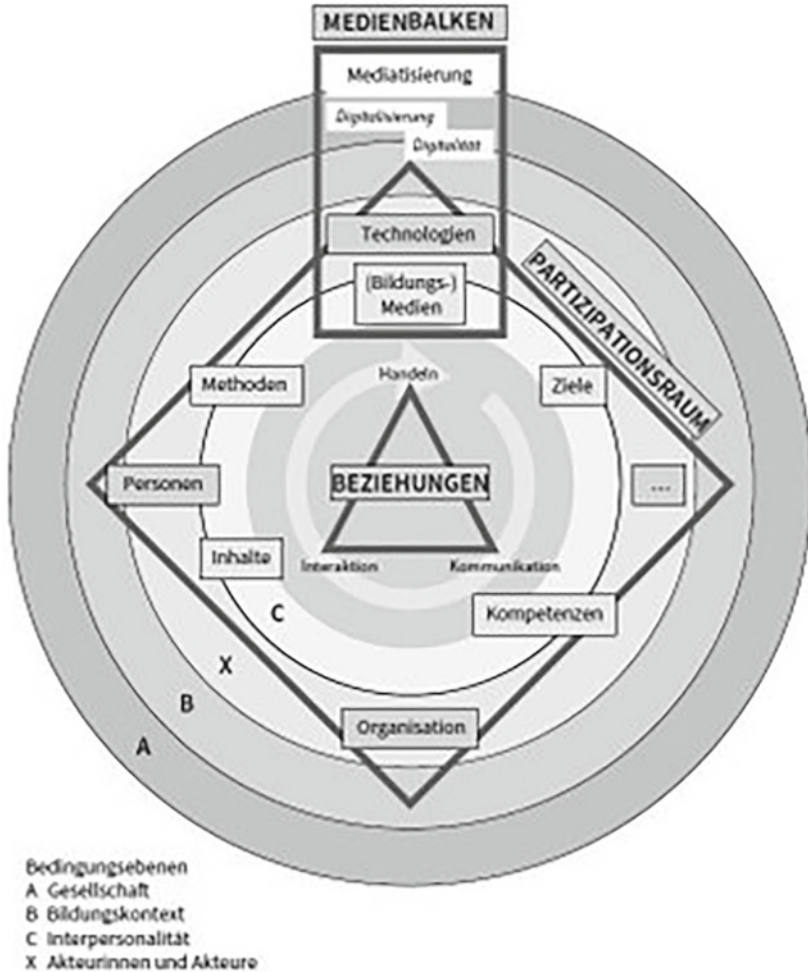 MEDIENBALKEN
Mediatisierung
Digitalisierung
Digitalität
Technologien
(Bildungs-)
Medien
PARTIZIPATIONSRAUM
Methoden
Handeln
Ziele
Personen
BEZIEHUNGEN
...
Inhalte
Interaktion
Kommunikation
C
Kompetenzen
X
B
Organisation
A
Bedingungsebenen
A Gesellschaft
B Bildungskontext
C Interpersonalität
X Akteurinnen und Akteure